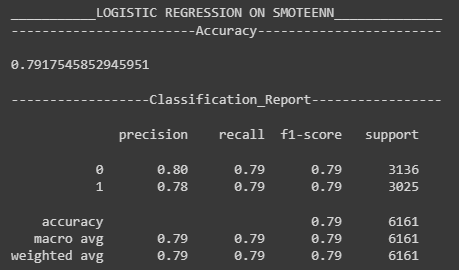 ___________LOGISTIC REGRESSION ON SMOTEENN______________
------------------------Accuracy------------------------
0.7917545852945951
------------------Classification_Report-----------------
precision recall f1-score support
0 0.80 0.79 0.79 3136
1 0.78 0.79 0.79 3025
accuracy 0.79 6161
macro avg 0.79 0.79 0.79 6161
weighted avg 0.79 0.79 0.79 6161